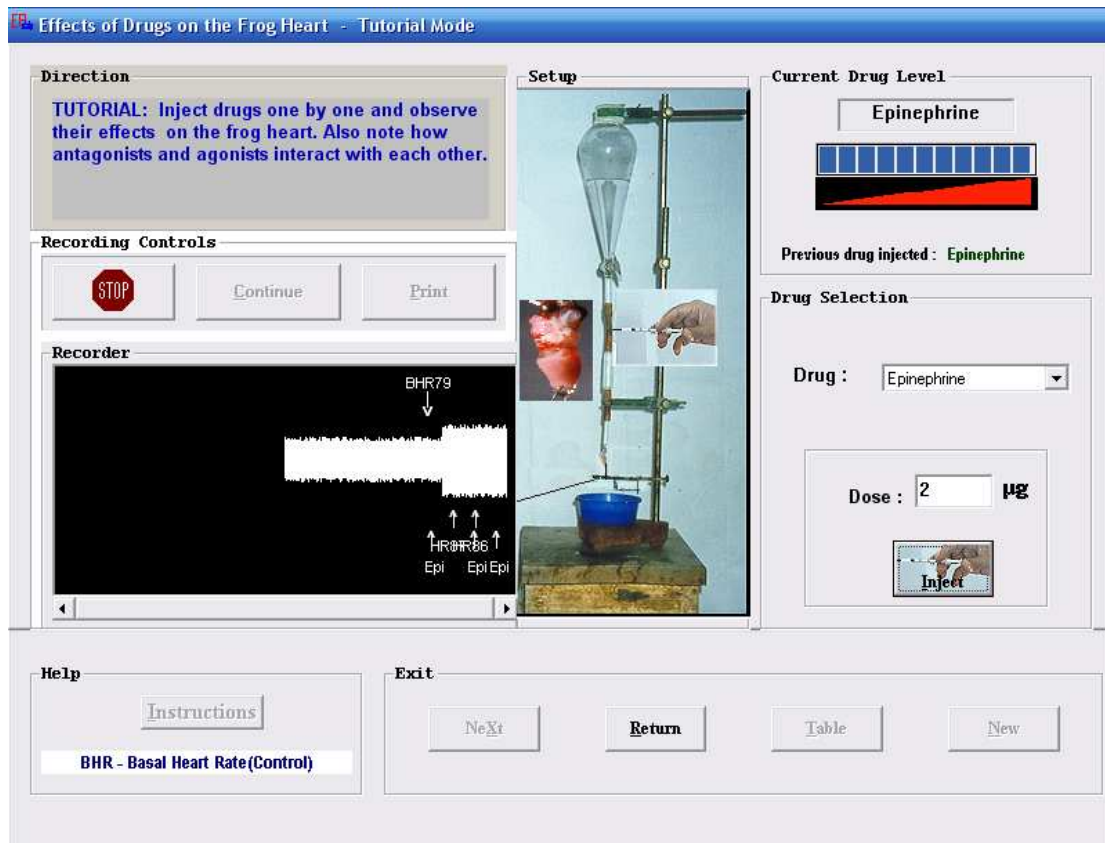 Effects of Drugs on the Frog Heart - Tutorial Mode
Direction
TUTORIAL: Inject drugs one by one and observe
their effects on the frog heart. Also note how
antagonists and agonists interact with each other.
Recording Controls
STOP
Continue
Print
Recorder
BHR79
Epi
Epi
Epi
Setup
Current Drug Level
Epinephrine
Previous drug injected : Epinephrine
Drug Selection
Drug :
Epinephrine
Dose :
2
µg
Inject
Help
Instructions
BHR - Basal Heart Rate(Control)
Exit
NeXt
Return
Table
New